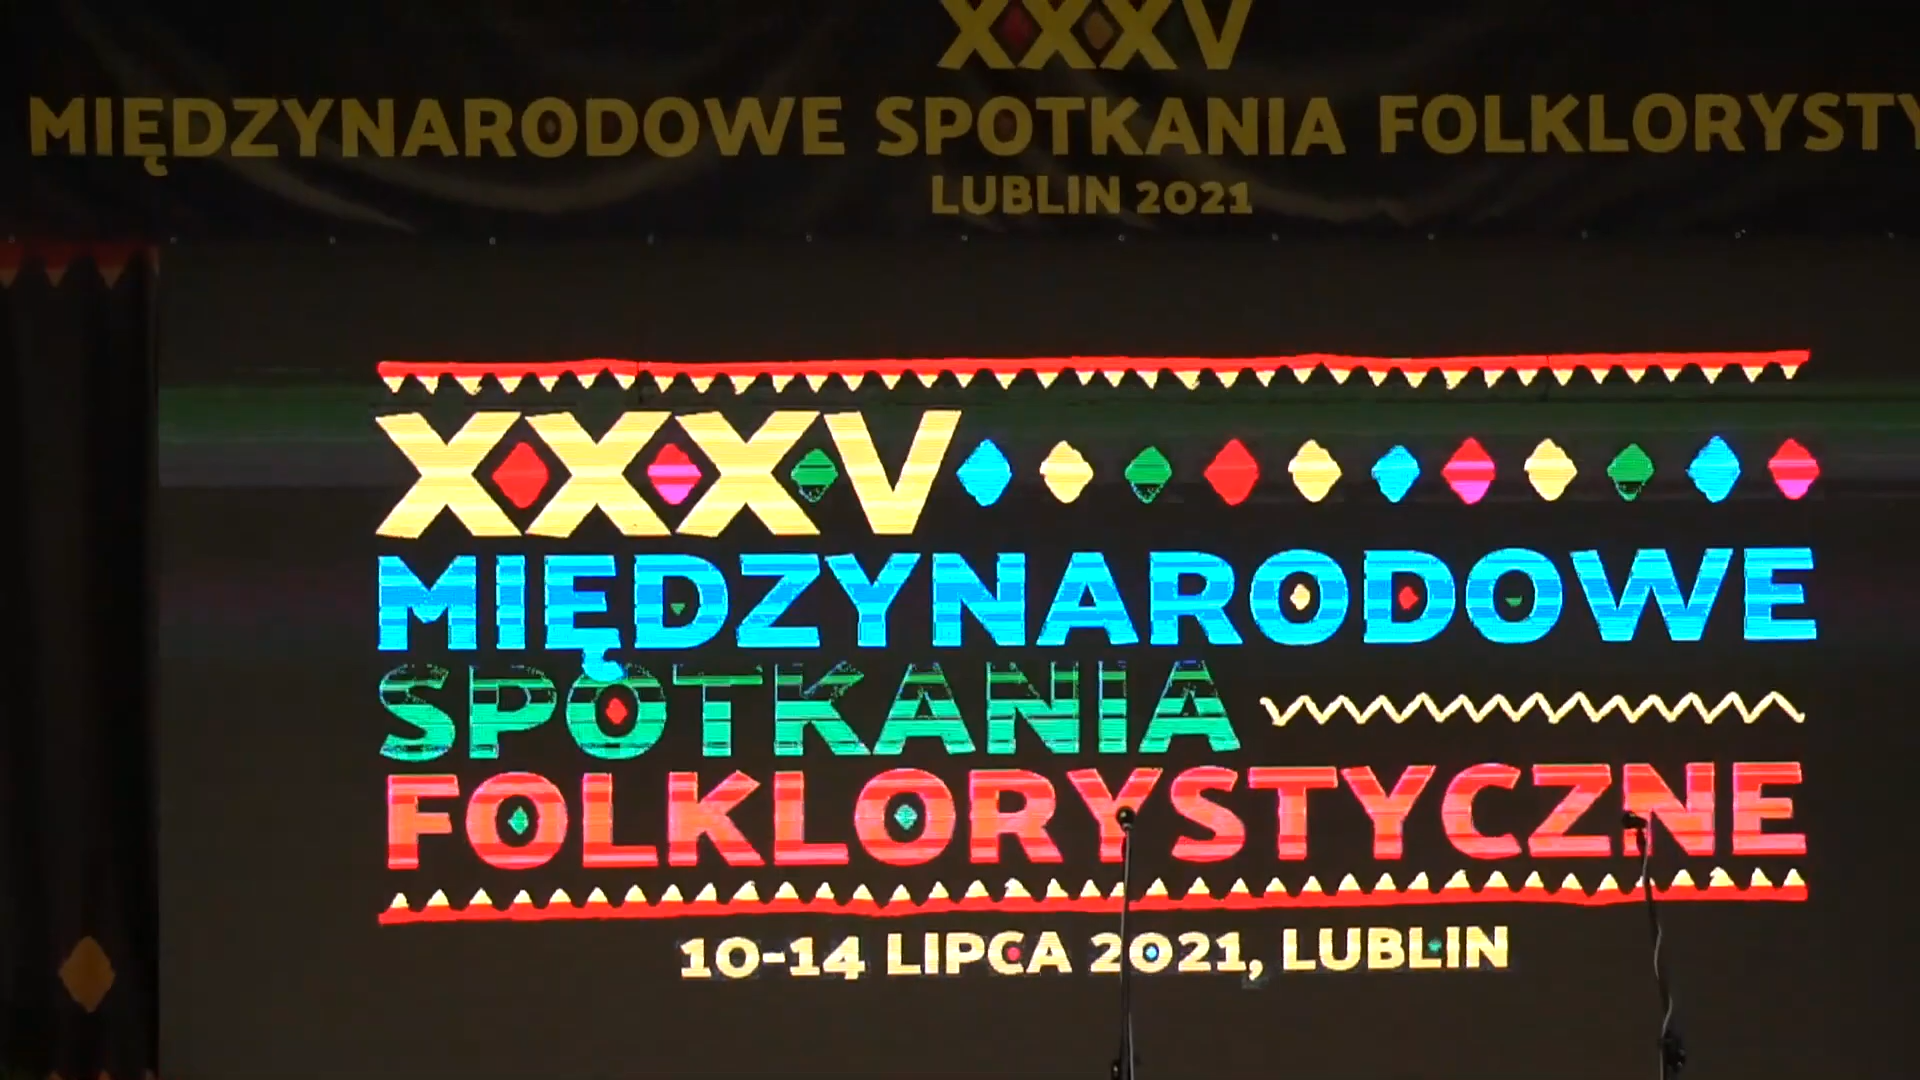 XXXV
MIĘDZYNARODOWE SPOTKANIA FOLKLORYSTY
LUBLIN 2021
XXXV
MIĘDZYNARODOWE
SPOTKANIA
FOLKLORYSTYCZNE
10-14 LIPCA 2021, LUBLIN